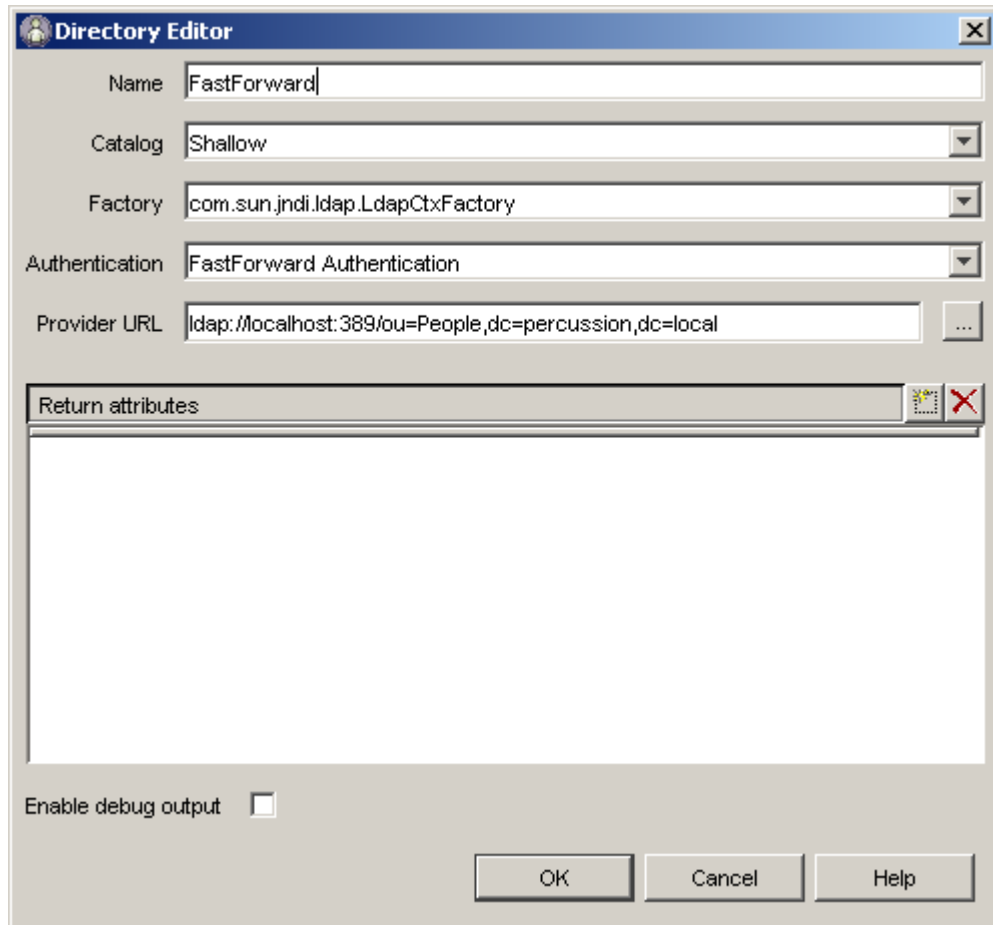 Directory Editor
Name FastForward
Catalog Shallow
Factory com.sun.jndi.ldap.LdapCtxFactory
Authentication FastForward Authentication
Provider URL ldap://localhost:389/ou=People,dc=percussion,dc=local ...
Return attributes
Enable debug output
OK Cancel Help